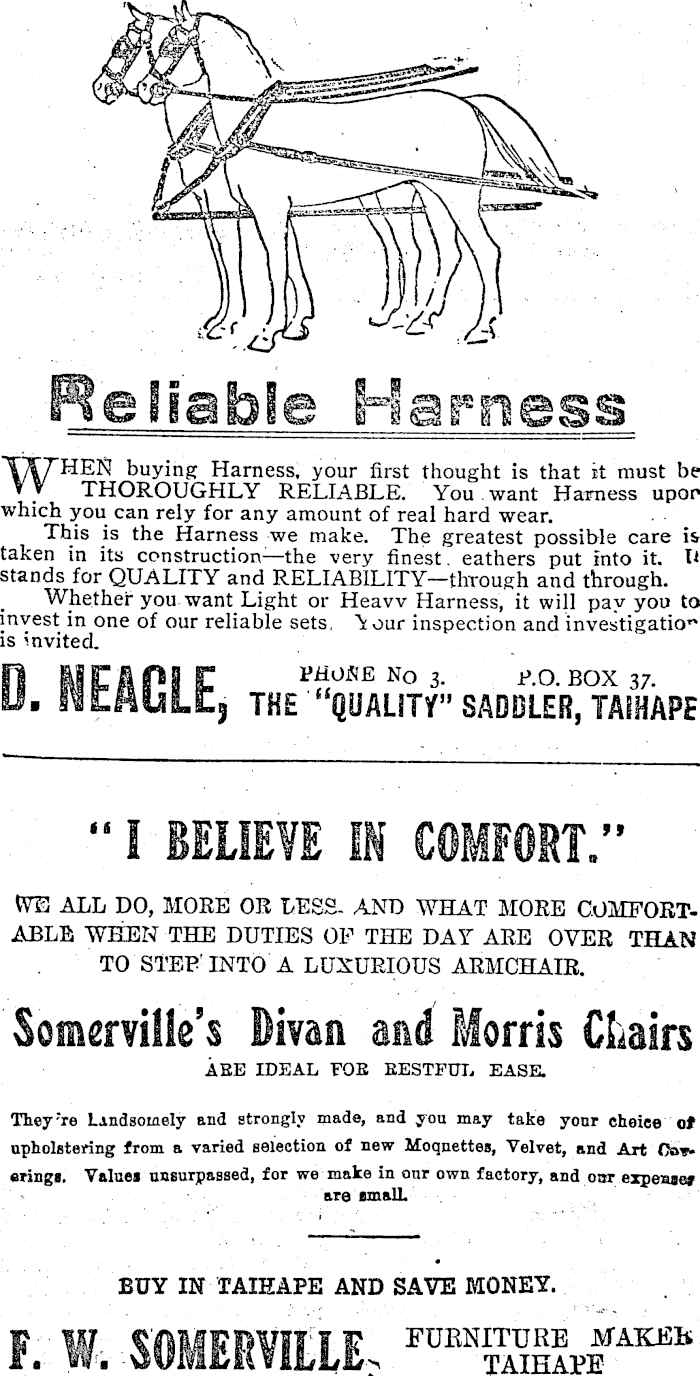 Reliable Harness
WHEN buying Harness, your first thought is that it must be
THOROUGHLY RELIABLE. You want Harness upon
which you can rely for any amount of real hard wear.
This is the Harness we make. The greatest possible care is
taken in its construction—the very finest eathers put into it. It
stands for QUALITY and RELIABILITY—through and through.
Whether you want Light or Heavy Harness, it will pay you to
invest in one of our reliable sets. Your inspection and investigation
is invited.
D. NEAGLE, PHONE No 3. P.O. BOX 37.
THE "QUALITY" SADDLER, TAIHAPE
"I BELIEVE IN COMFORT."
WE ALL DO, MORE OR LESS. AND WHAT MORE COMFORT-
ABLE WHEN THE DUTIES OF THE DAY ARE OVER THAN
TO STEP INTO A LUXURIOUS ARMCHAIR.
Somerville's Divan and Morris Chairs
ARE IDEAL FOR RESTFUL EASE.
They're handsomely and strongly made, and you may take your choice of
upholstering from a varied selection of new Moquettes, Velvet, and Art Cov-
erings. Values unsurpassed, for we make in our own factory, and our expenses
are small.
BUY IN TAIHAPE AND SAVE MONEY.
F. W. SOMERVILLE, FURNITURE MAKER
TAIHAPE